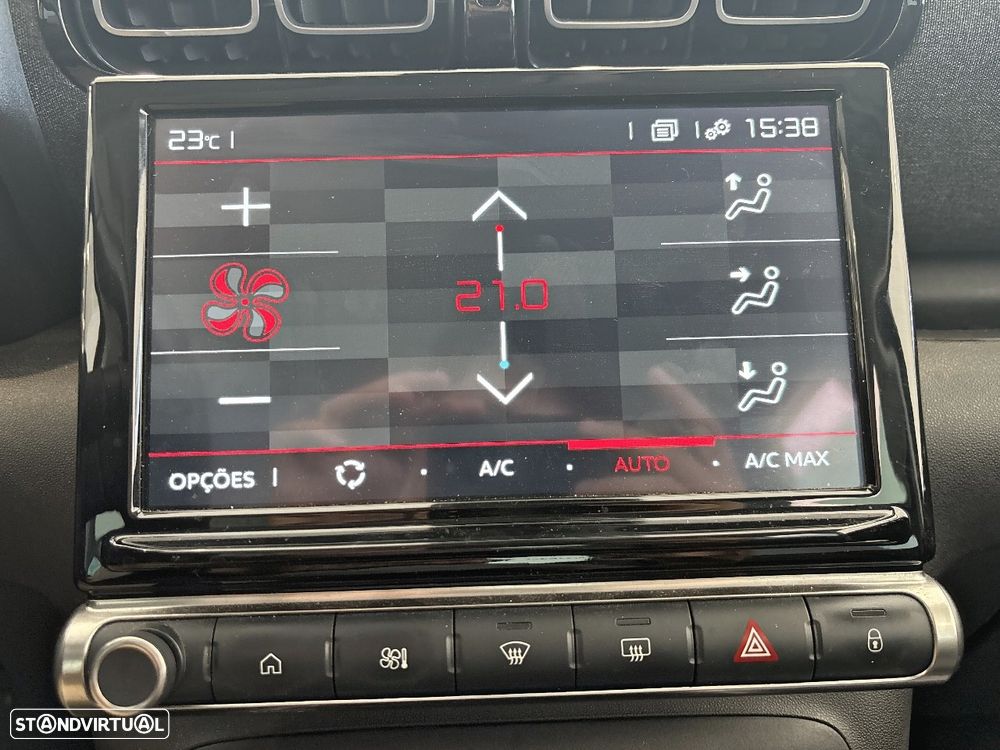 23°C
15:38
21.0
OPÇÕES
A/C
AUTO
A/C MAX
STANDVIRTUAL